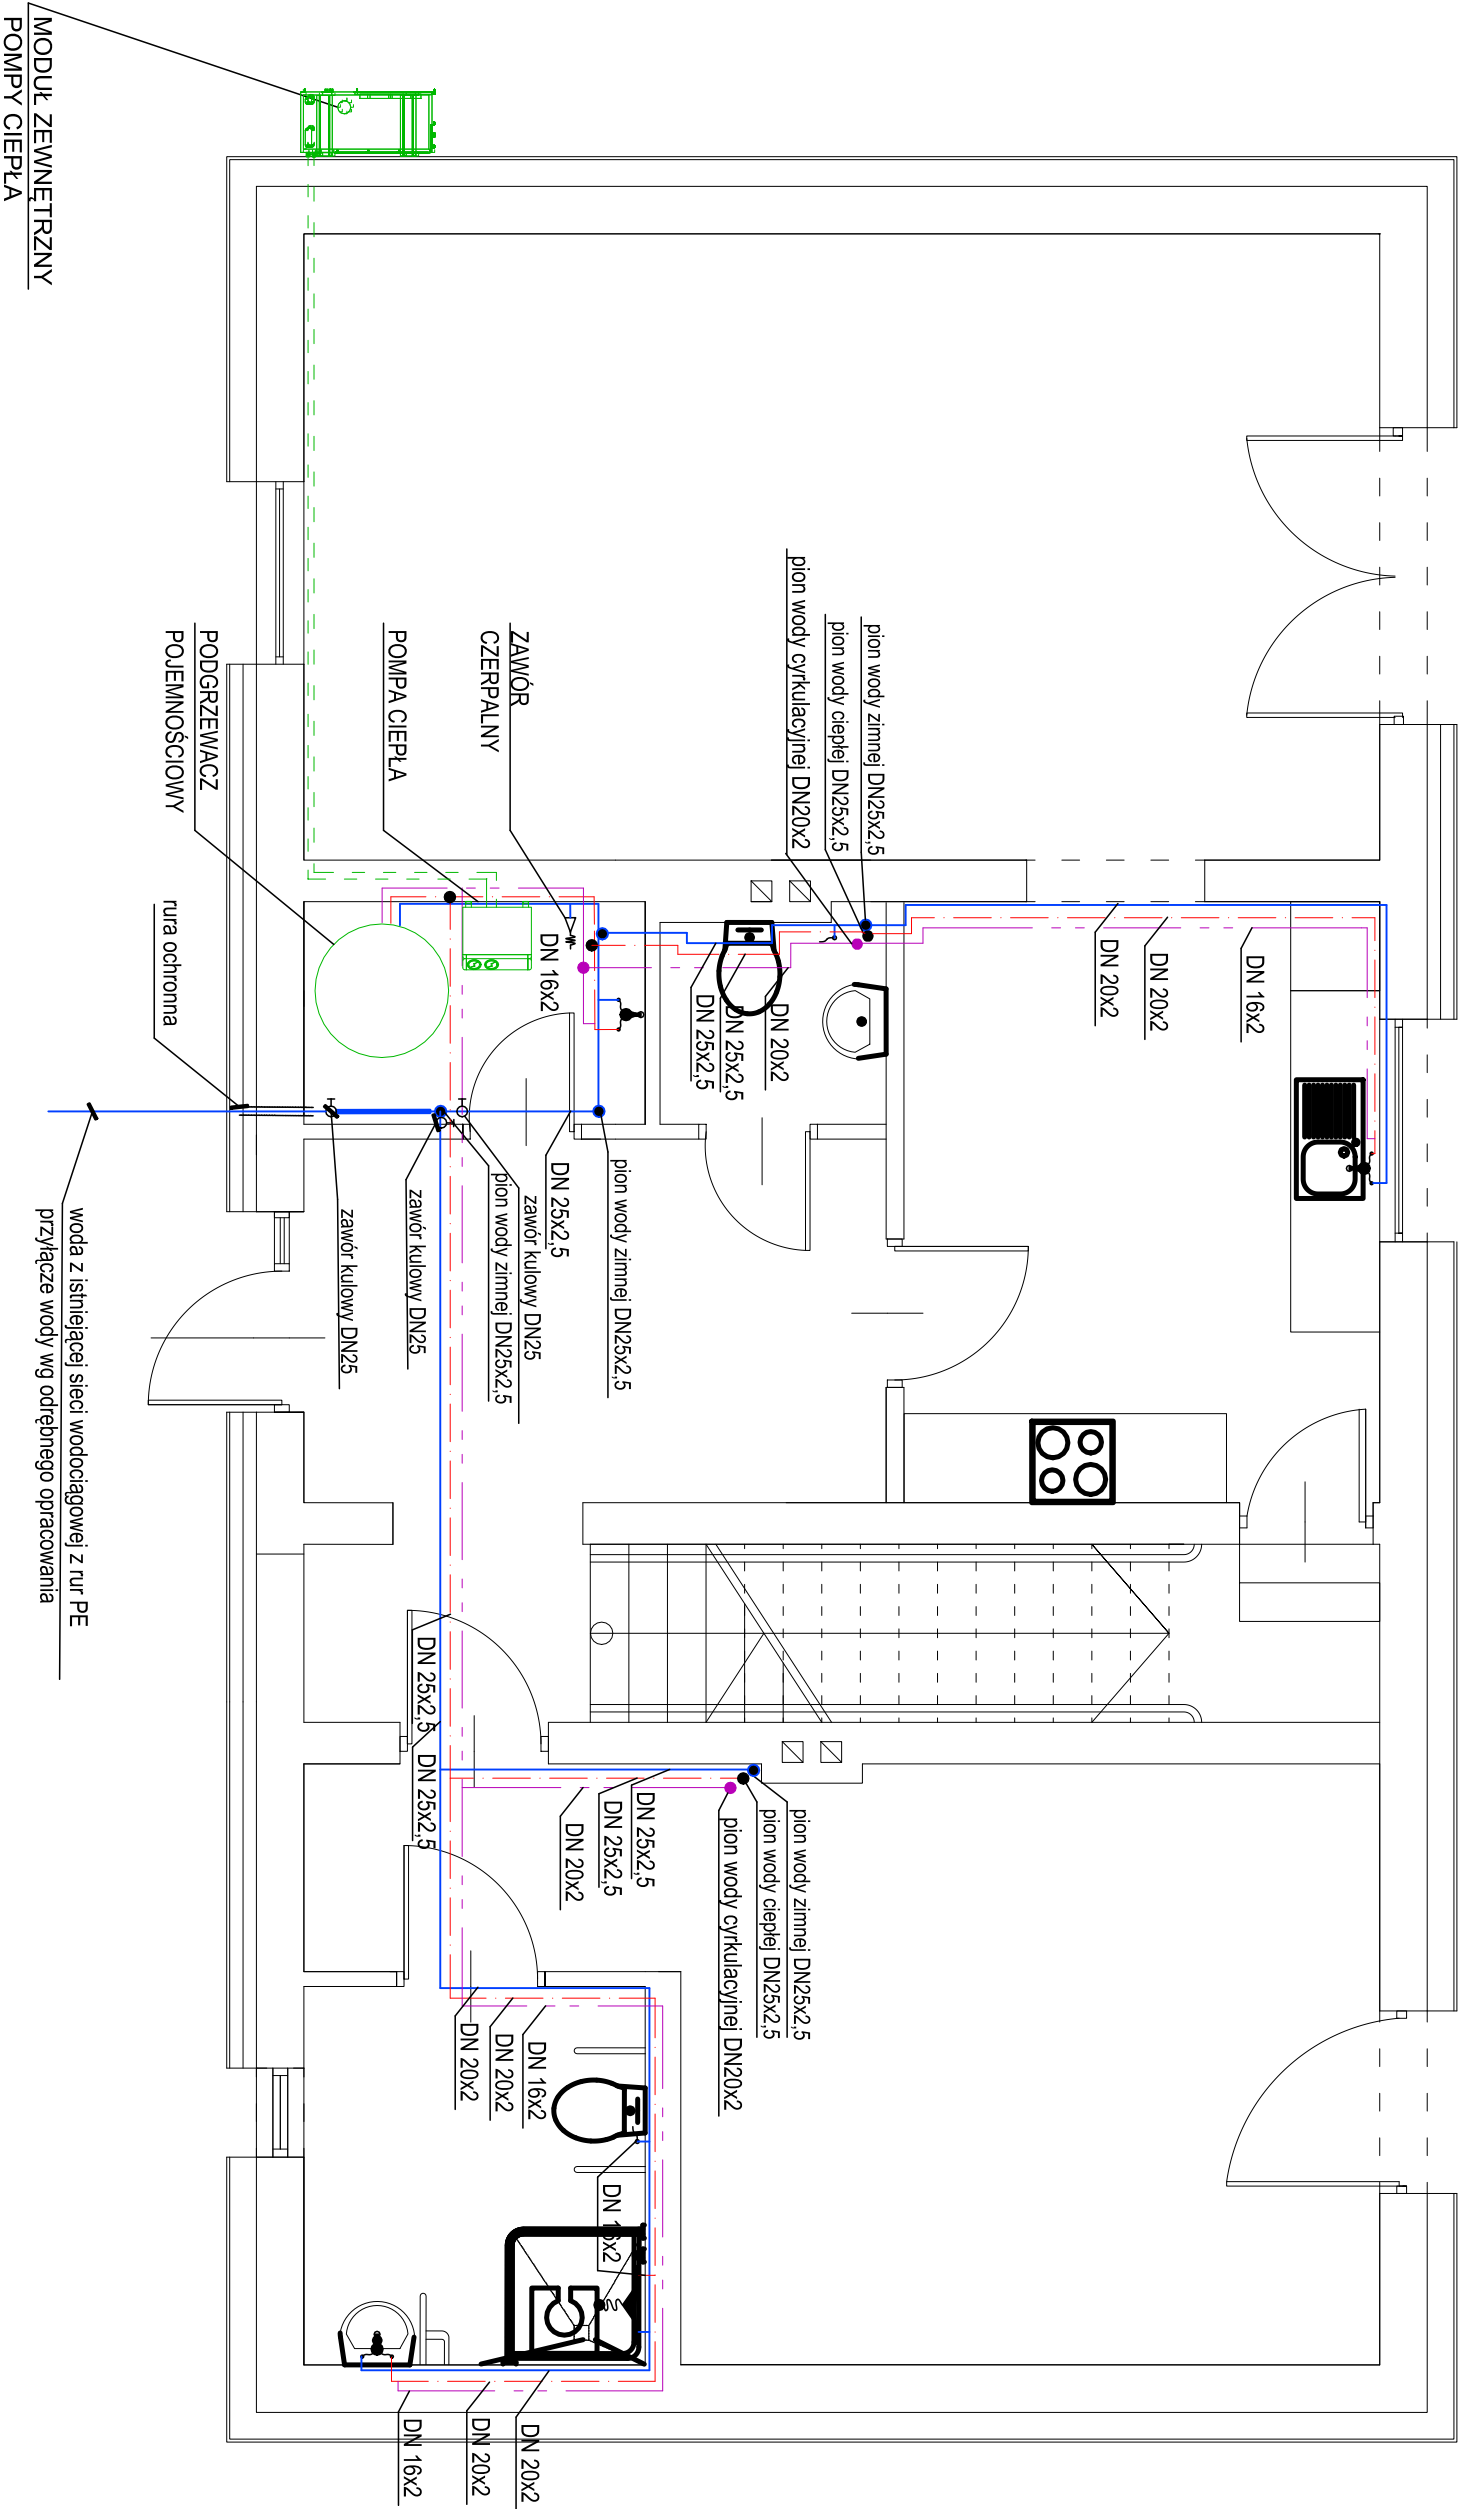 MODUŁ ZEWNĘTRZNY
POMPY CIEPŁA
pion wody zimnej DN25x2,5
pion wody ciepłej DN25x2,5
pion wody cyrkulacyjnej DN20x2
ZAWÓR
CZERPALNY
POMPA CIEPŁA
PODGRZEWACZ
POJEMNOŚCIOWY
rura ochronna
DN 16x2
DN 20x2
DN 20x2
DN 20x2
DN 25x2,5
DN 25x2,5
DN 16x2
pion wody zimnej DN25x2,5
DN 25x2,5
zawór kulowy DN25
pion wody zimnej DN25x2,5
zawór kulowy DN25
zawór kulowy DN25
woda z istniejącej sieci wodociągowej z rur PE
przyłącze wody wg odrębnego opracowania
DN 25x2,5
DN 25x2,5
pion wody zimnej DN25x2,5
pion wody ciepłej DN25x2,5
pion wody cyrkulacyjnej DN20x2
DN 25x2,5
DN 25x2,5
DN 20x2
DN 16x2
DN 20x2
DN 20x2
DN 16x2
DN 20x2
DN 20x2
DN 16x2